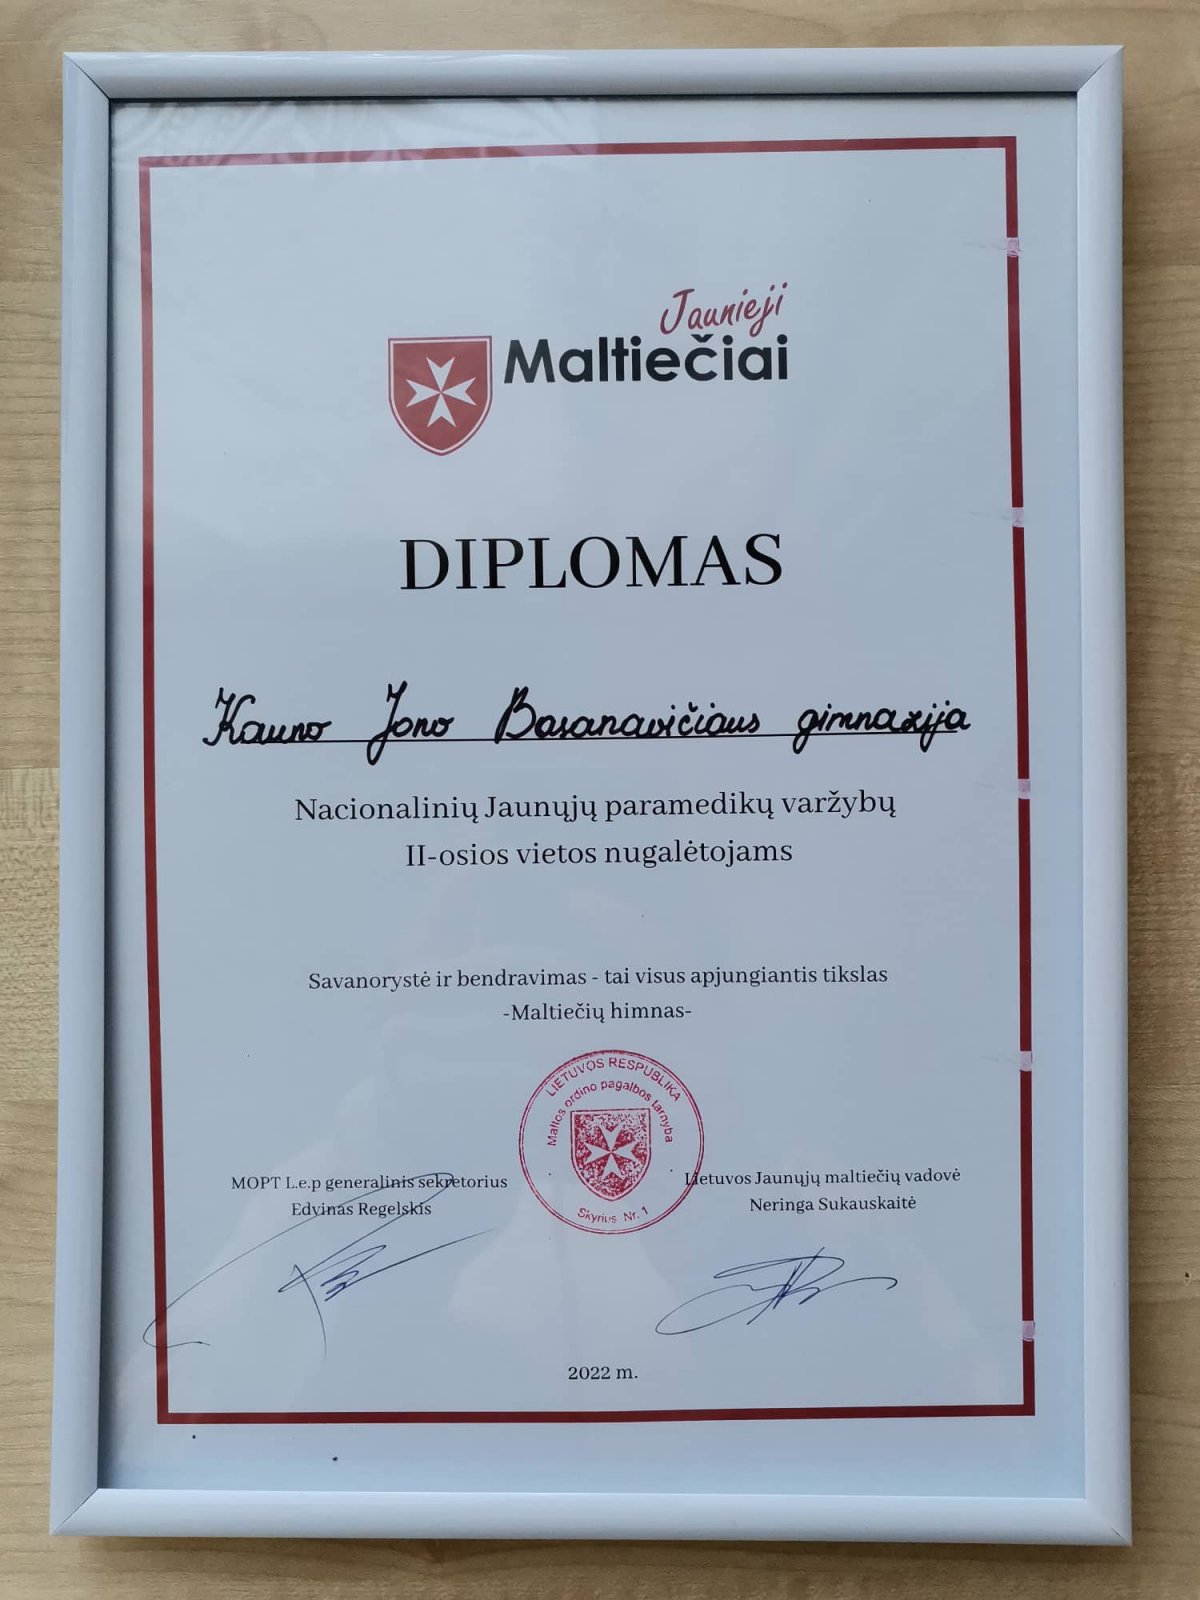 Jaunieji
Maltiečiai
DIPLOMAS
Kauno Jono Basanavičiaus gimnazija
Nacionalinių Jaunųjų paramedikų varžybų
II-osios vietos nugalėtojams
Savanorystė ir bendravimas - tai visus apjungiantis tikslas
-Maltiečių himnas-
LIETUVOS RESPUBLIKA
Maltos ordino pagalbos tarnyba
Skyrius Nr. 1
MOPT L.e.p generalinis sekretorius
Edvinas Regelskis
Lietuvos Jaunųjų maltiečių vadovė
Neringa Sukauskaitė
2022 m.